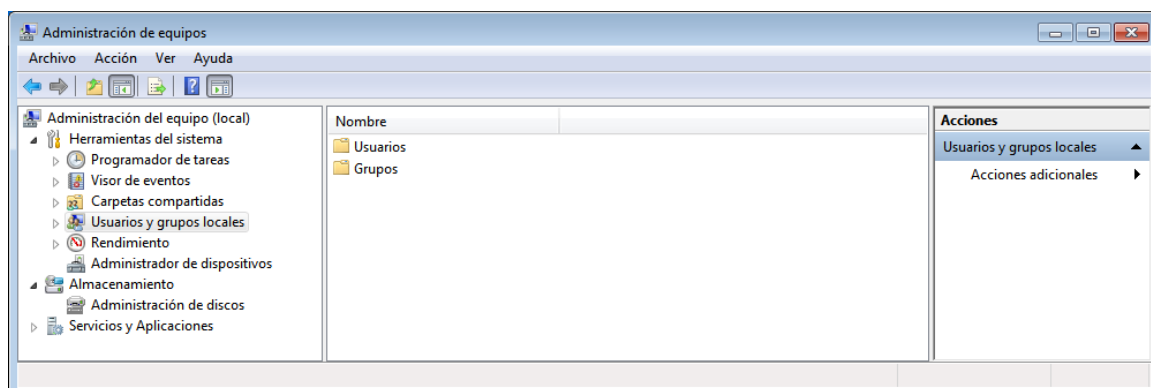 Administración de equipos
Archivo Acción Ver Ayuda
Administración del equipo (local)
Herramientas del sistema
Programador de tareas
Visor de eventos
Carpetas compartidas
Usuarios y grupos locales
Rendimiento
Administrador de dispositivos
Almacenamiento
Administración de discos
Servicios y Aplicaciones
Nombre
Usuarios
Grupos
Acciones
Usuarios y grupos locales
Acciones adicionales